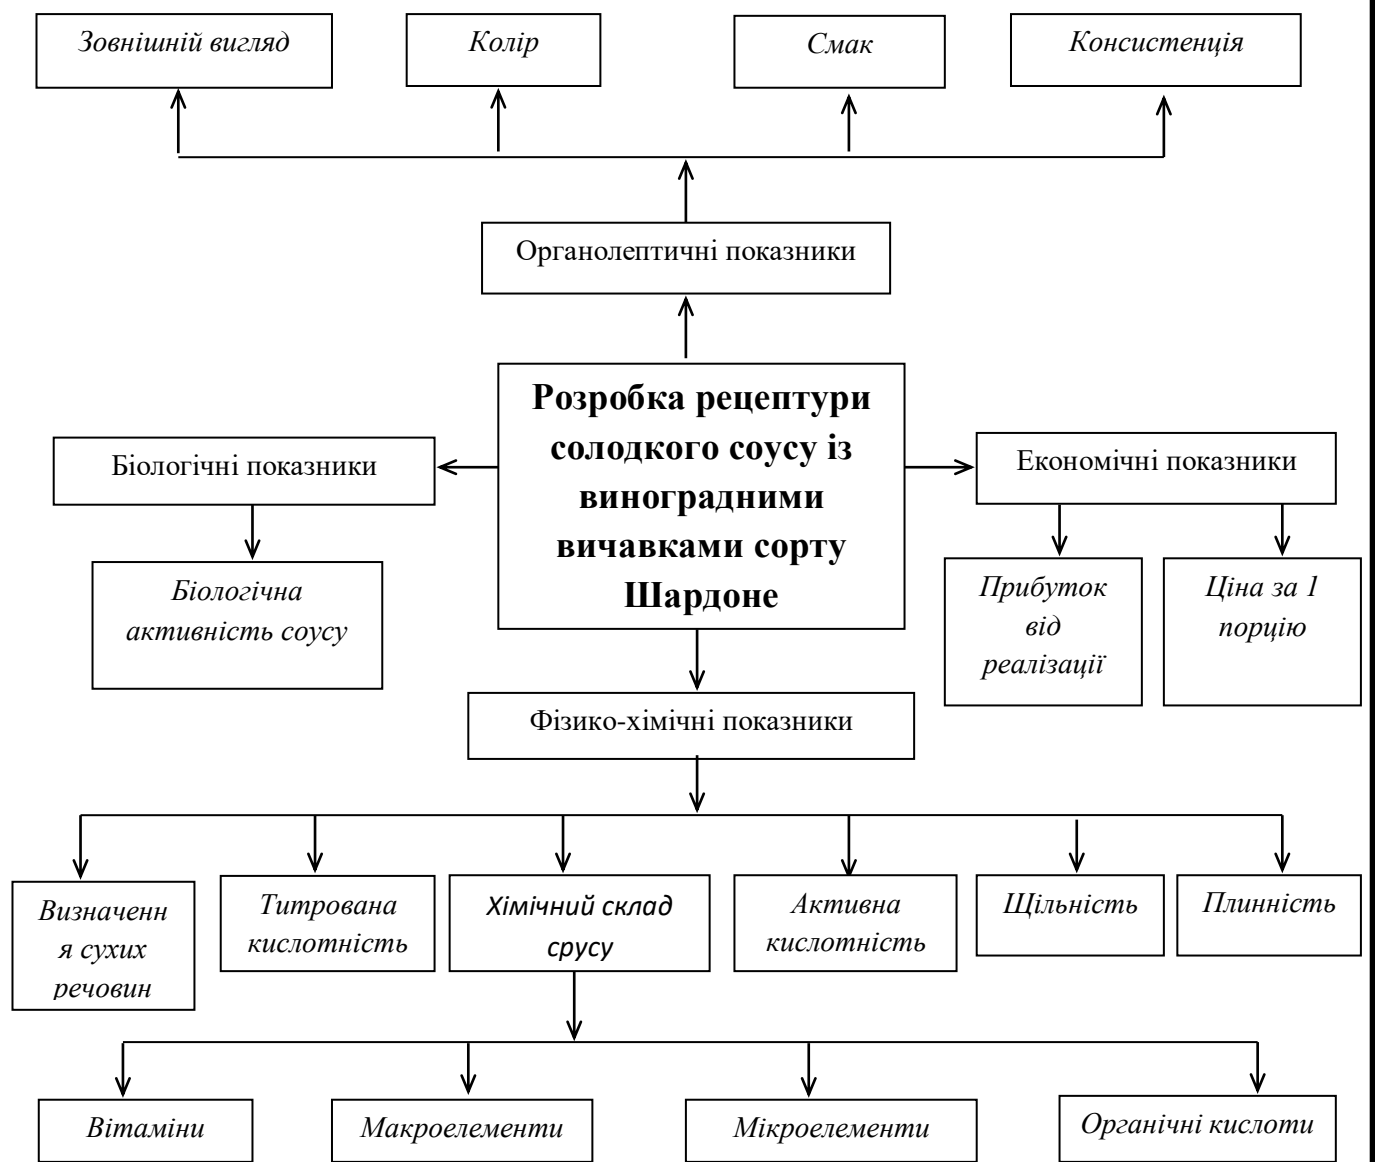 Зовнішній вигляд
Колір
Смак
Консистенція
Органолептичні показники
Розробка рецептури
солодкого соусу із
виноградними
вичавками сорту
Шардоне
Біологічні показники
Економічні показники
Біологічна
активність соусу
Прибуток
від
реалізації
Ціна за 1
порцію
Фізико-хімічні показники
Визначенн
я сухих
речовин
Титрована
кислотність
Хімічний склад
срусу
Активна
кислотність
Щільність
Плинність
Вітаміни
Макроелементи
Мікроелементи
Органічні кислоти